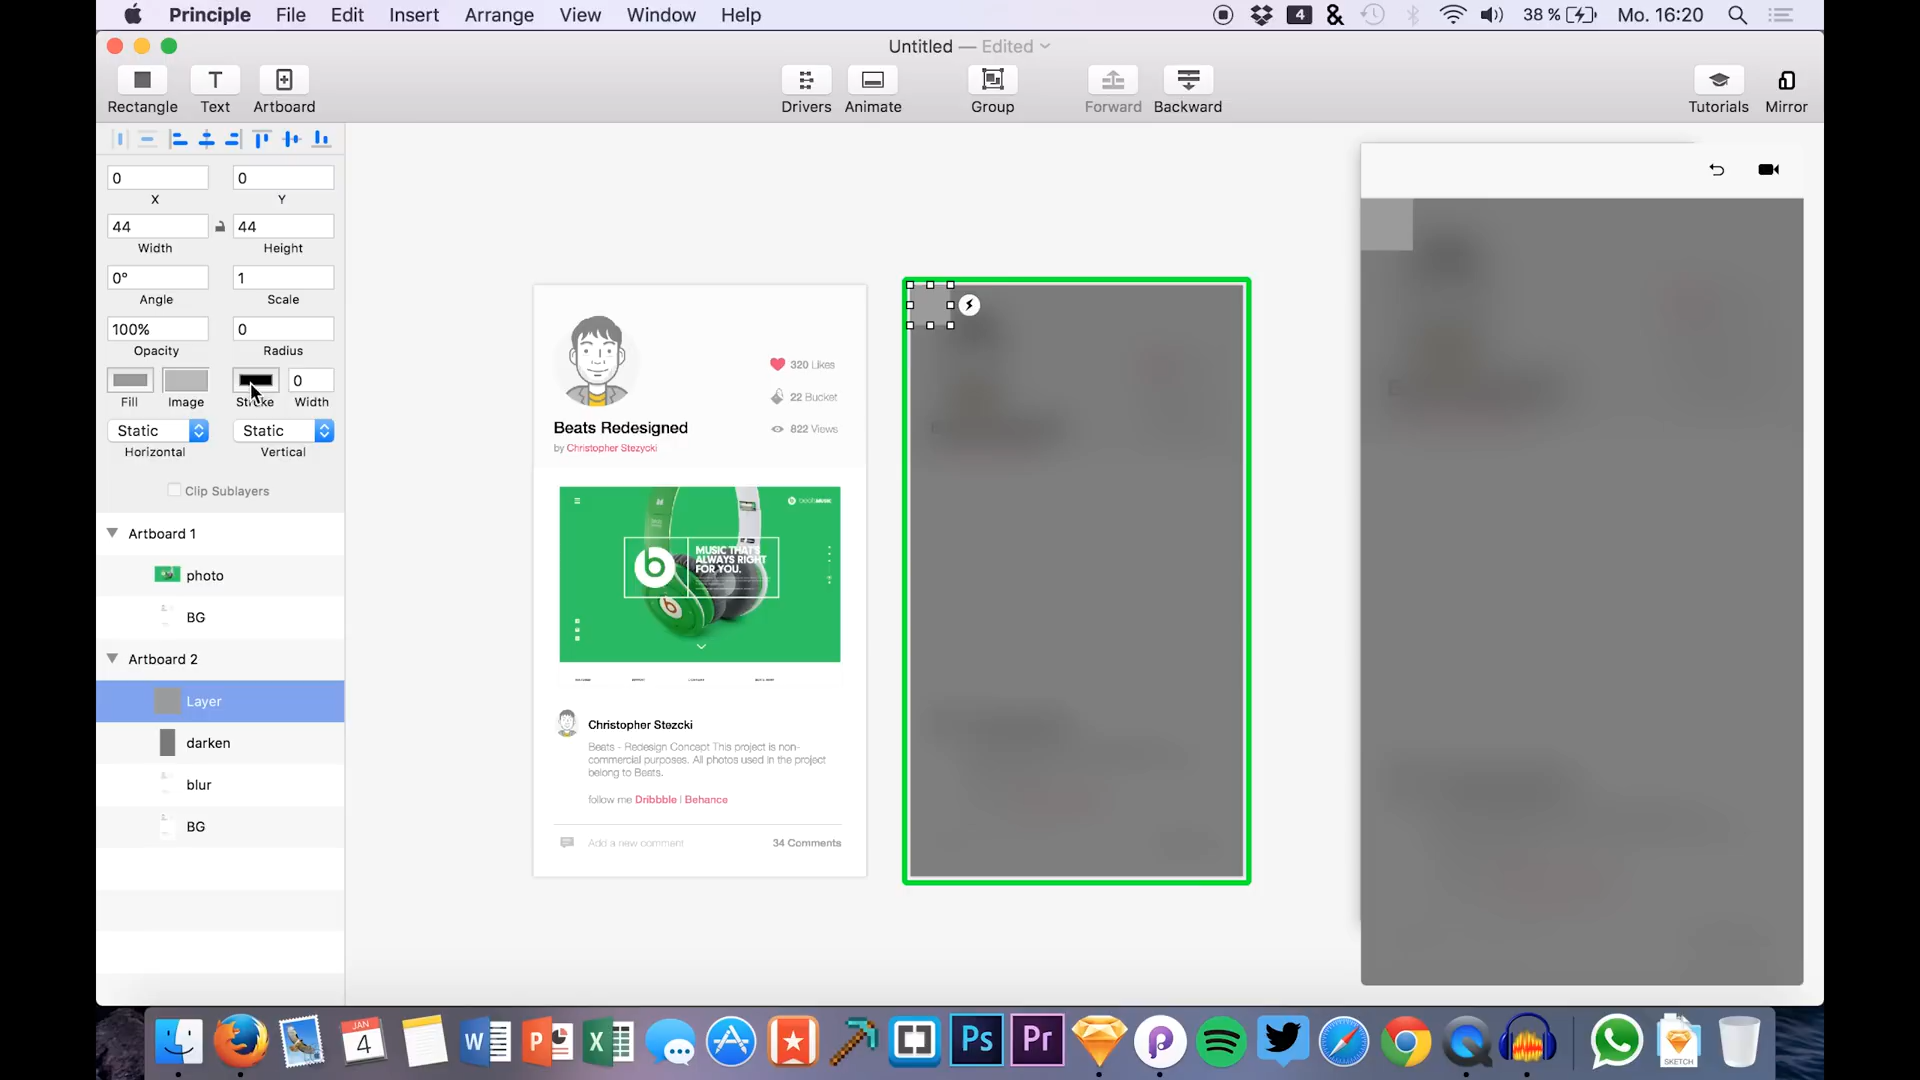 Principle File Edit Insert Arrange View Window Help 4 38 % Mo. 16:20
Untitled — Edited
Rectangle Text Artboard Drivers Animate Group Forward Backward Tutorials Mirror
0 0
X Y
44 44
Width Height
0° 1
Angle Scale
100% 0
Opacity Radius
0
Fill Image Stroke Width
Static Static
Horizontal Vertical
Clip Sublayers
Artboard 1
photo
BG
Artboard 2
Layer
darken
blur
BG
320 Likes
22 Bucket
822 Views
Beats Redesigned
by Christopher Stezycki
beatsMUSIC
b
MUSIC THAT'S
ALWAYS RIGHT
FOR YOU.
Christopher Stezcki
Beats - Redesign Concept This project is non-
commercial purposes. All photos used in the project
belong to Beats.
follow me Dribbble | Behance
Add a new comment 34 Comments
JAN
4
W P X Ps Pr
SKETCH